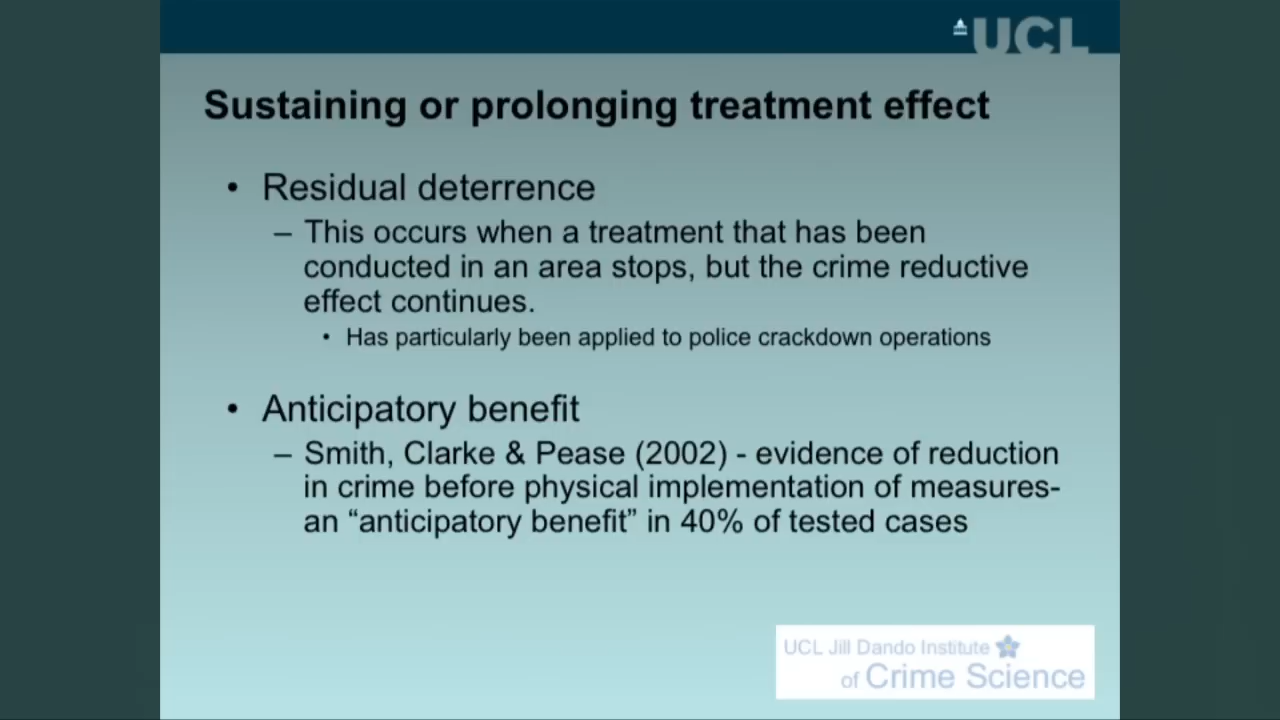 UCL
Sustaining or prolonging treatment effect
• Residual deterrence
– This occurs when a treatment that has been
conducted in an area stops, but the crime reductive
effect continues.
• Has particularly been applied to police crackdown operations
• Anticipatory benefit
– Smith, Clarke & Pease (2002) - evidence of reduction
in crime before physical implementation of measures-
an “anticipatory benefit” in 40% of tested cases
UCL Jill Dando Institute
of Crime Science